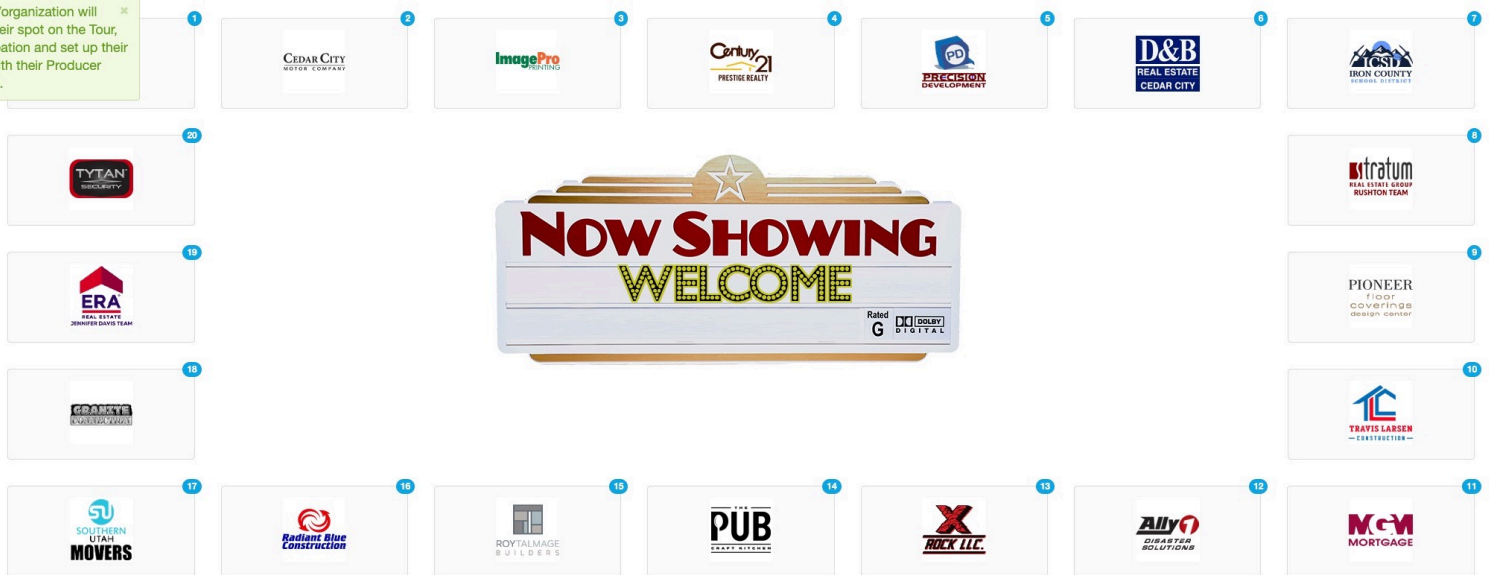 /organization will ×
eir spot on the Tour,
ation and set up their
th their Producer
.
1
2
CEDAR CITY
MOTOR COMPANY
3
ImagePro
PRINTING
4
Century 21
PRESTIGE REALTY
5
PD
PRECISION
DEVELOPMENT
6
D&B
REAL ESTATE
CEDAR CITY
7
ICSD
IRON COUNTY
SCHOOL DISTRICT
20
TYTAN
SECURITY
8
stratum
REAL ESTATE GROUP
RUSHTON TEAM
NOW SHOWING
WELCOME
Rated
G
DOLBY
DIGITAL
19
ERA
REAL ESTATE
JENNIFER DAVIS TEAM
9
PIONEER
floor
coverings
design center
18
GRANITE
10
TLC
TRAVIS LARSEN
CONSTRUCTION
17
SU
SOUTHERN
UTAH
MOVERS
16
Radiant Blue
Construction
15
ROYTALMAGE
BUILDERS
14
THE
PUB
CRAFT KITCHEN
13
X
ROCK LLC.
12
Ally 1
DISASTER
SOLUTIONS
11
MGM
MORTGAGE